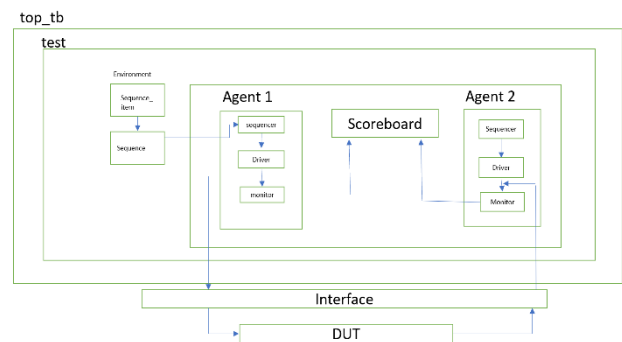 top_tb
test
Environment
Sequence_
item
Sequence
Agent 1
sequencer
Driver
monitor
Scoreboard
Agent 2
Sequencer
Driver
Monitor
Interface
DUT